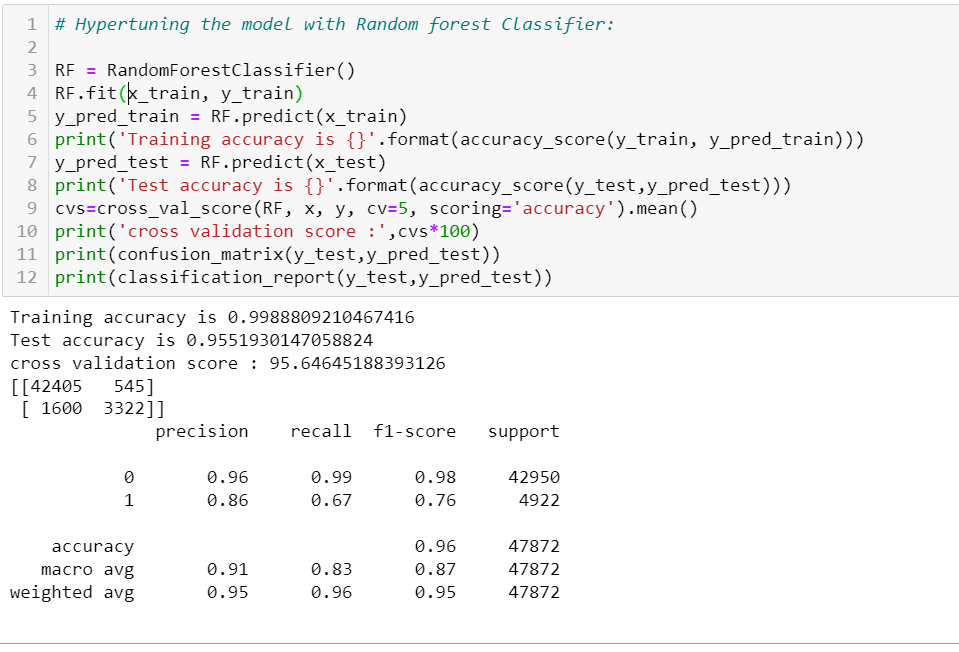 1 # Hypertuning the model with Random forest Classifier:
2
3 RF = RandomForestClassifier()
4 RF.fit(x_train, y_train)
5 y_pred_train = RF.predict(x_train)
6 print('Training accuracy is {}'.format(accuracy_score(y_train, y_pred_train)))
7 y_pred_test = RF.predict(x_test)
8 print('Test accuracy is {}'.format(accuracy_score(y_test,y_pred_test)))
9 cvs=cross_val_score(RF, x, y, cv=5, scoring='accuracy').mean()
10 print('cross validation score :',cvs*100)
11 print(confusion_matrix(y_test,y_pred_test))
12 print(classification_report(y_test,y_pred_test))
Training accuracy is 0.9988809210467416
Test accuracy is 0.9551930147058824
cross validation score : 95.64645188393126
[[42405   545]
 [ 1600  3322]]
              precision    recall  f1-score   support
           0       0.96      0.99      0.98     42950
           1       0.86      0.67      0.76      4922
    accuracy                           0.96     47872
   macro avg       0.91      0.83      0.87     47872
weighted avg       0.95      0.96      0.95     47872